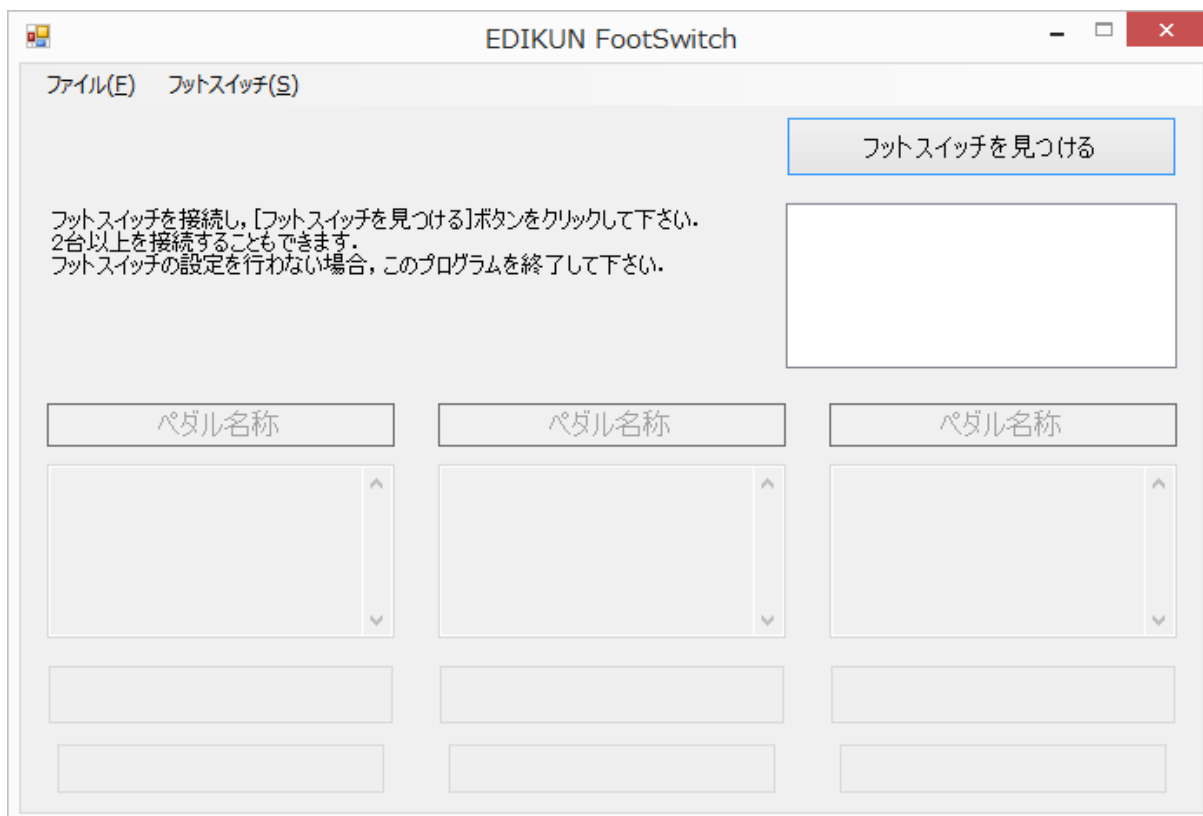 EDIKUN FootSwitch
ファイル(F) フットスイッチ(S)
フットスイッチを見つける
フットスイッチを接続し，[フットスイッチを見つける]ボタンをクリックして下さい．
2台以上を接続することもできます．
フットスイッチの設定を行わない場合，このプログラムを終了して下さい．
ペダル名称 ペダル名称 ペダル名称